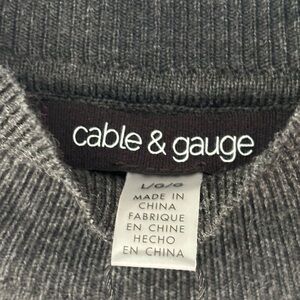 cable & gauge
L/G/G
MADE IN
CHINA
FABRIQUE
EN CHINE
HECHO
EN CHINA